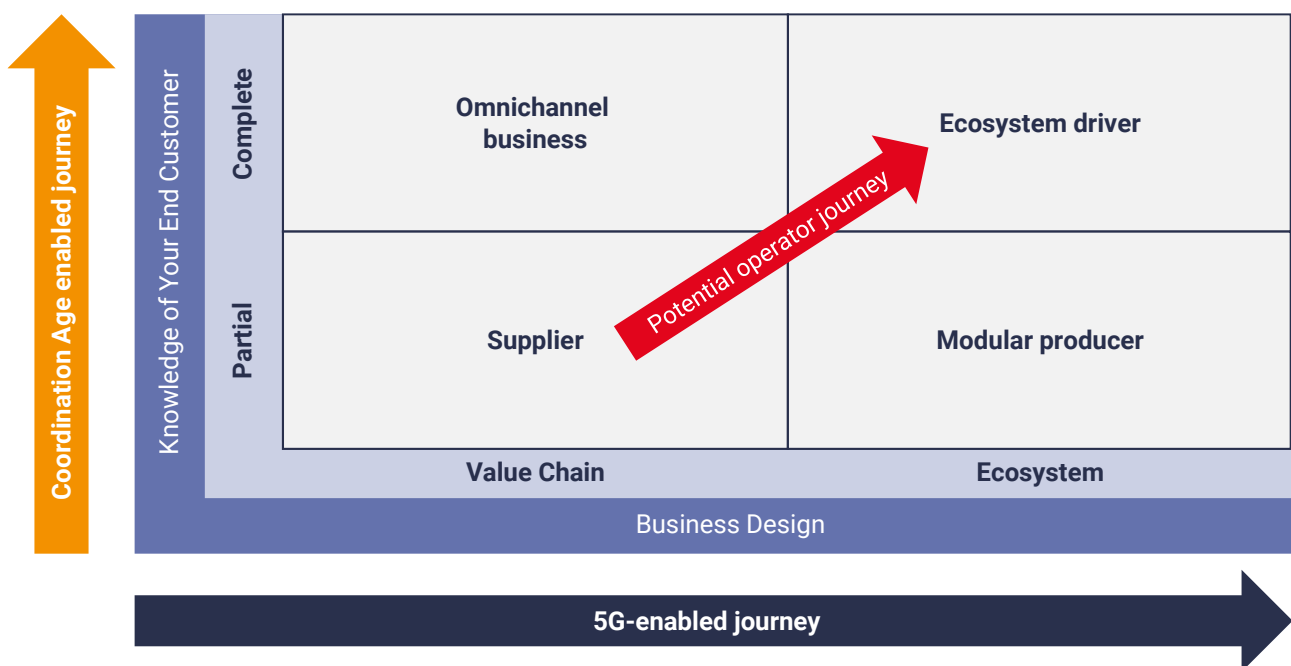 Coordination Age enabled journey
Knowledge of Your End Customer
Complete
Partial
Omnichannel
business
Ecosystem driver
Potential operator journey
Supplier
Modular producer
Value Chain
Ecosystem
Business Design
5G-enabled journey